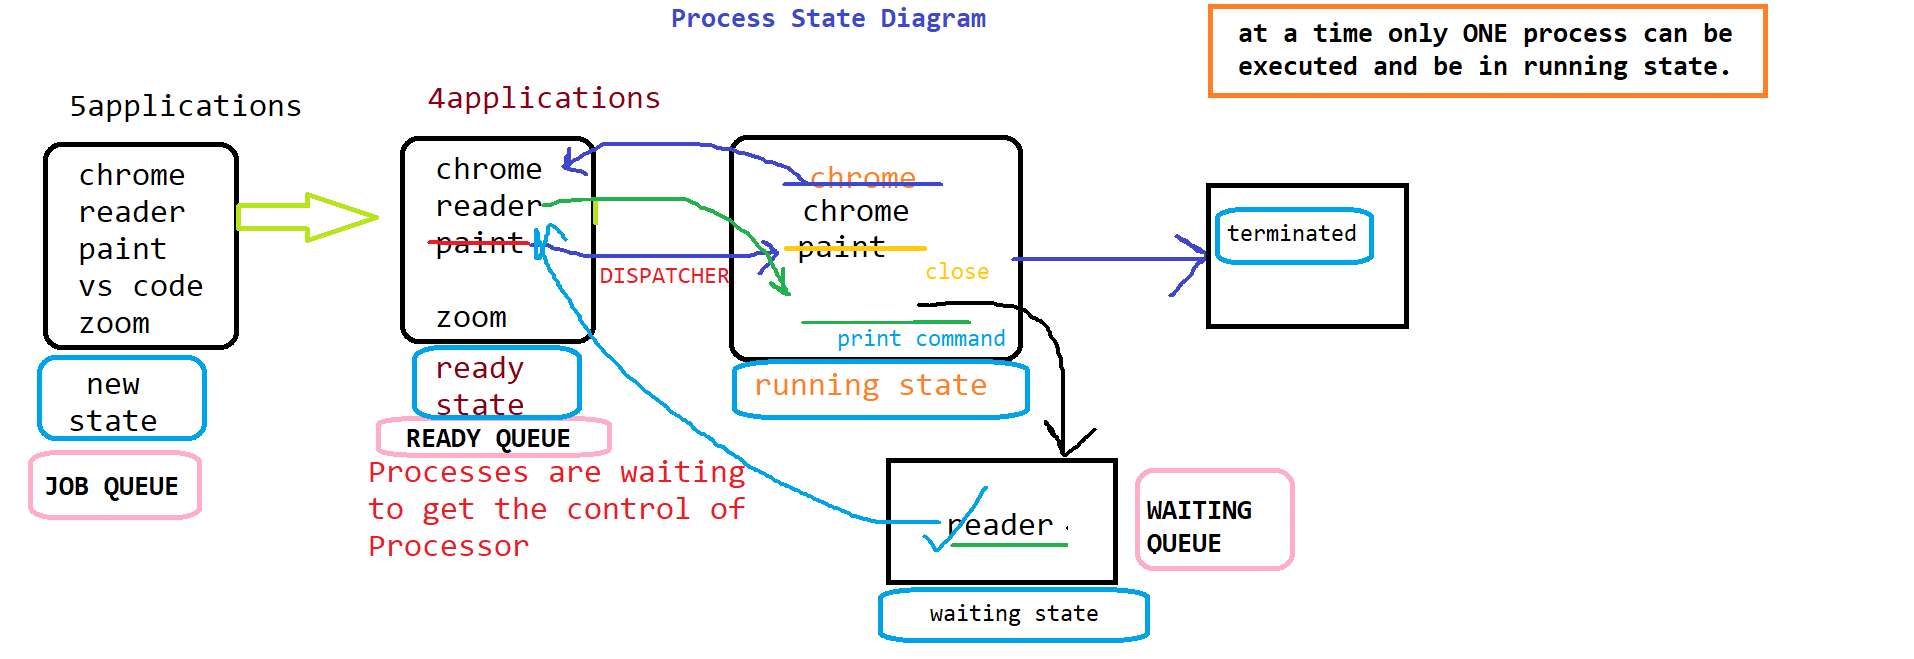 Process State Diagram
at a time only ONE process can be
executed and be in running state.
5applications
chrome
reader
paint
vs code
zoom
new
state
JOB QUEUE
4applications
chrome
reader
paint
zoom
ready
state
READY QUEUE
Processes are waiting
to get the control of
Processor
DISPATCHER
chrome
chrome
paint
close
print command
running state
terminated
reader
WAITING
QUEUE
waiting state